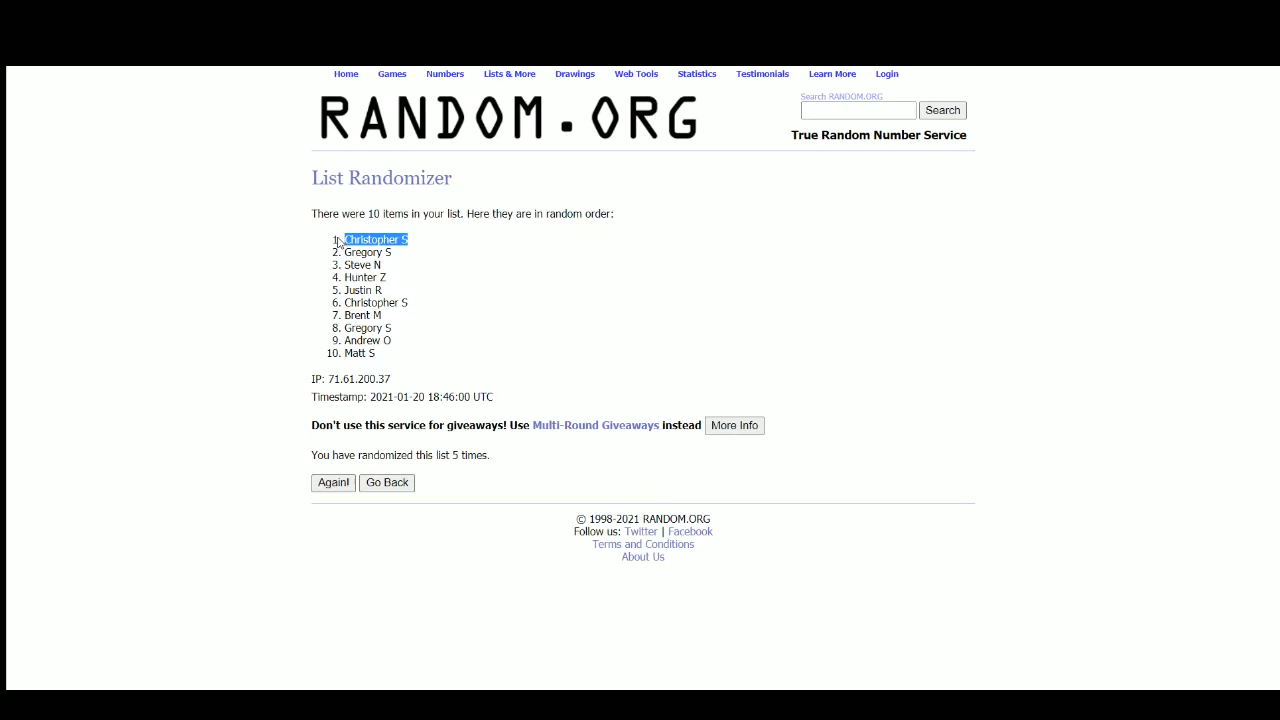 Home Games Numbers Lists & More Drawings Web Tools Statistics Testimonials Learn More Login
RANDOM.ORG
Search RANDOM.ORG
Search
True Random Number Service
List Randomizer
There were 10 items in your list. Here they are in random order:
1. Christopher S
2. Gregory S
3. Steve N
4. Hunter Z
5. Justin R
6. Christopher S
7. Brent M
8. Gregory S
9. Andrew O
10. Matt S
IP: 71.61.200.37
Timestamp: 2021-01-20 18:46:00 UTC
Don't use this service for giveaways! Use Multi-Round Giveaways instead More Info
You have randomized this list 5 times.
Again! Go Back
© 1998-2021 RANDOM.ORG
Follow us: Twitter | Facebook
Terms and Conditions
About Us